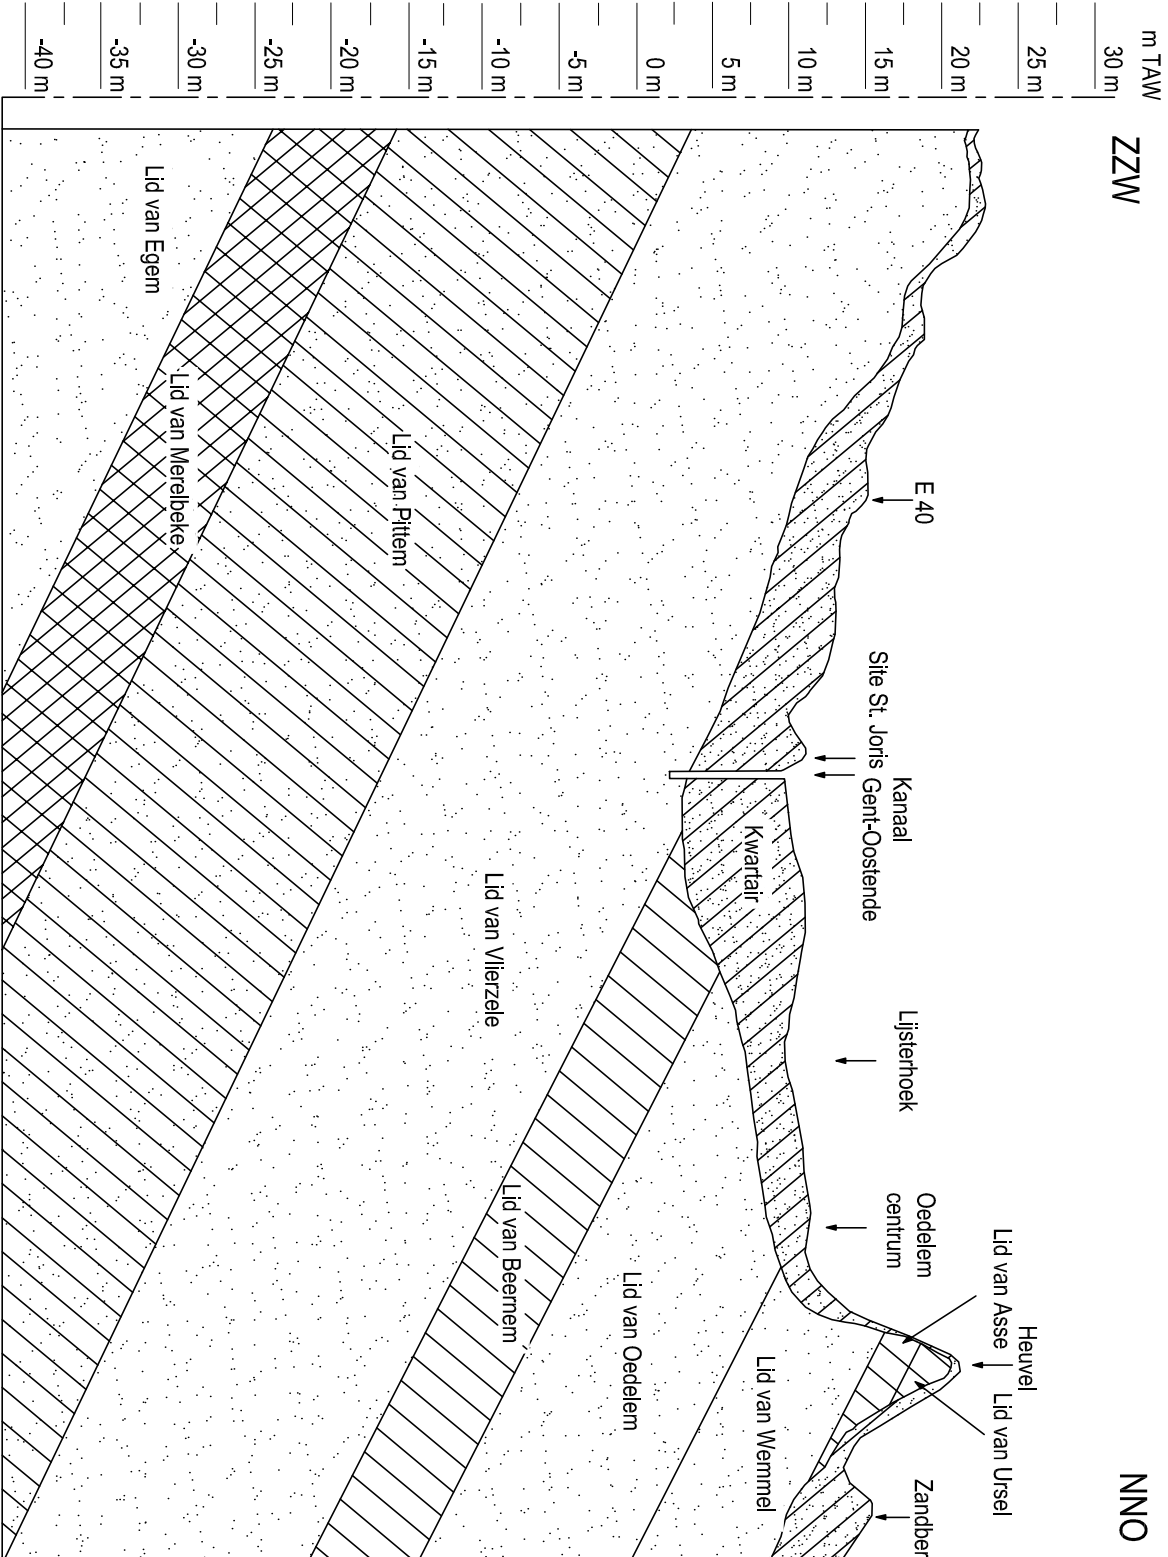 m TAW
30 m
25 m
20 m
15 m
10 m
5 m
0 m
-5 m
-10 m
-15 m
-20 m
-25 m
-30 m
-35 m
-40 m
ZZW
NNO
E 40
Site St. Joris
Kanaal
Gent-Oostende
Lijsterhoek
Oedelem
centrum
Lid van Asse
Heuvel
Lid van Ursel
Zandber
Kwartair
Lid van Wemmel
Lid van Oedelem
Lid van Beernem
Lid van Vlierzele
Lid van Pittem
Lid van Merelbeke
Lid van Egem